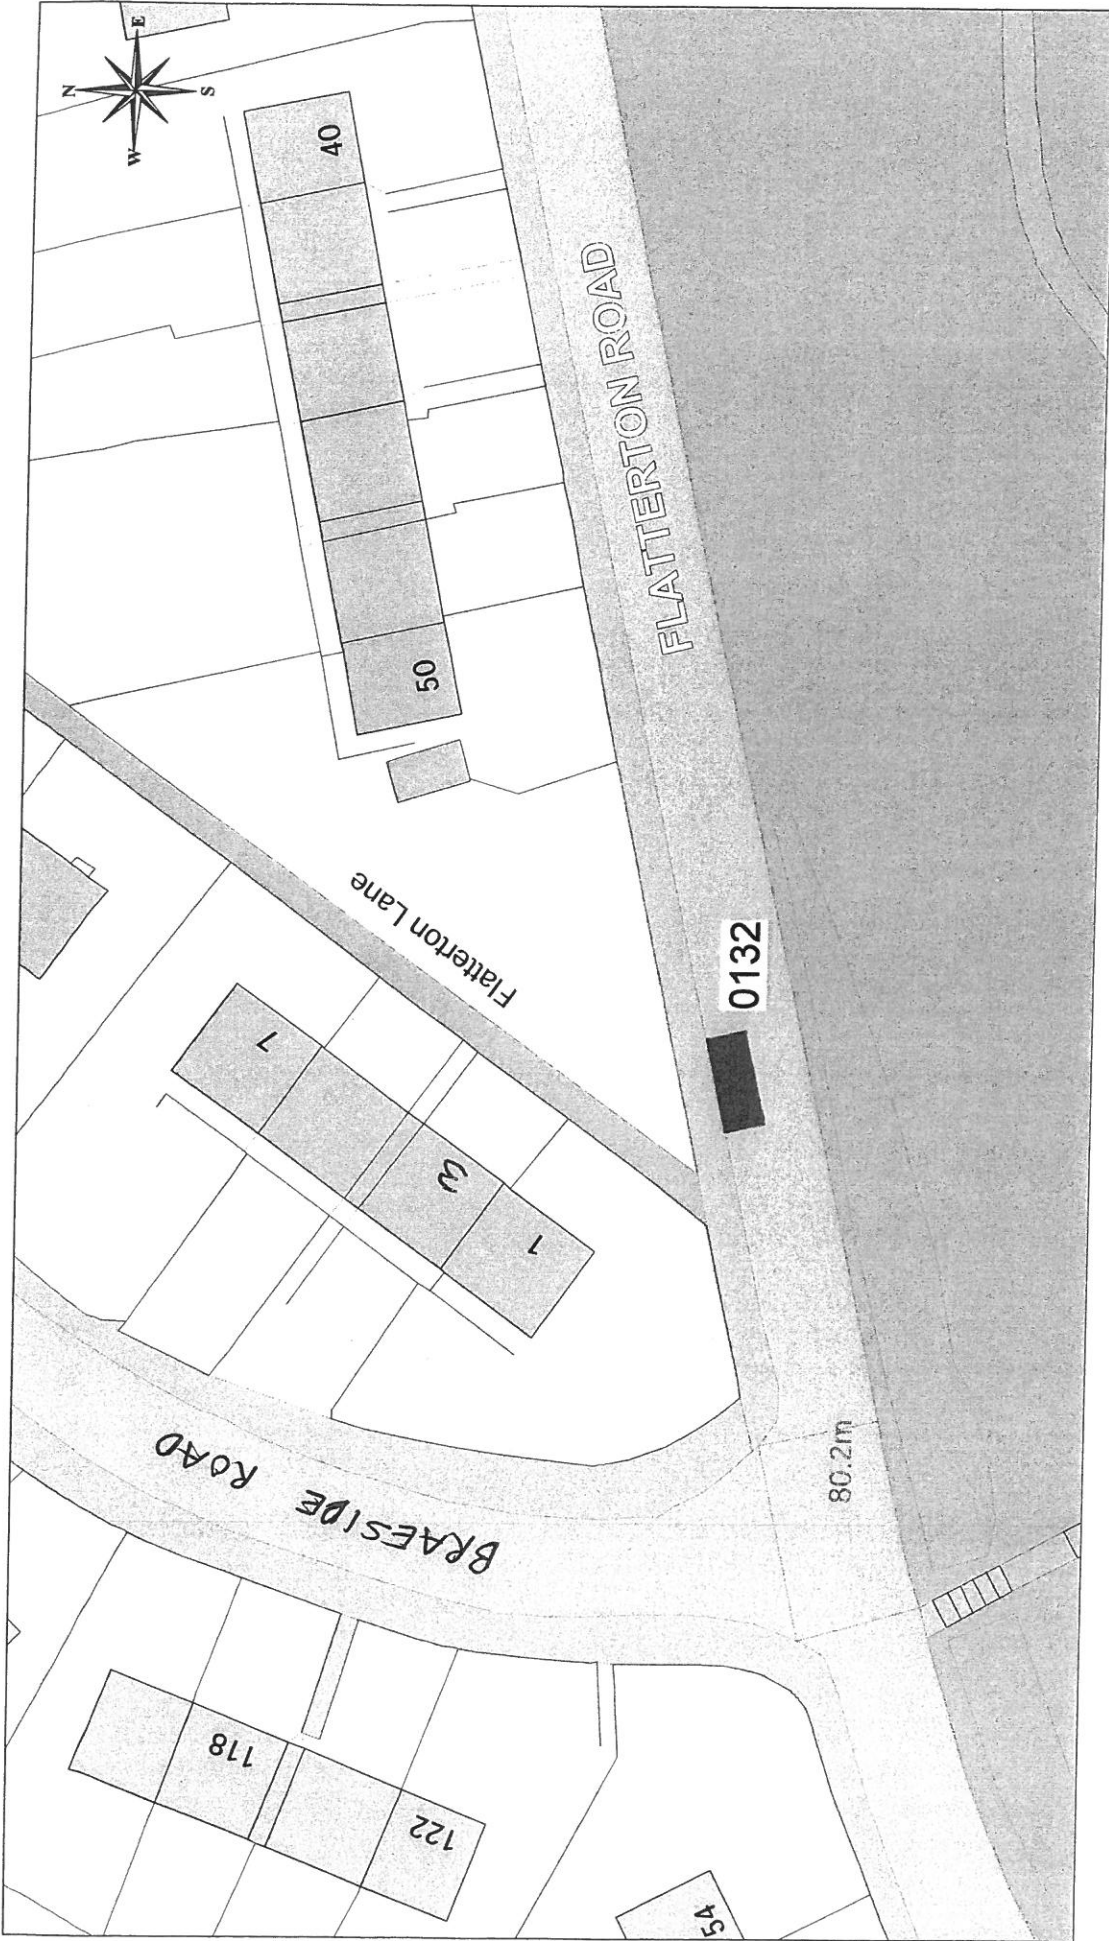 N
E
W
S
40
FLATTERTON ROAD
50
Flatterton Lane
0132
7
3
1
BRAESIDE ROAD
80.2m
118
122
54